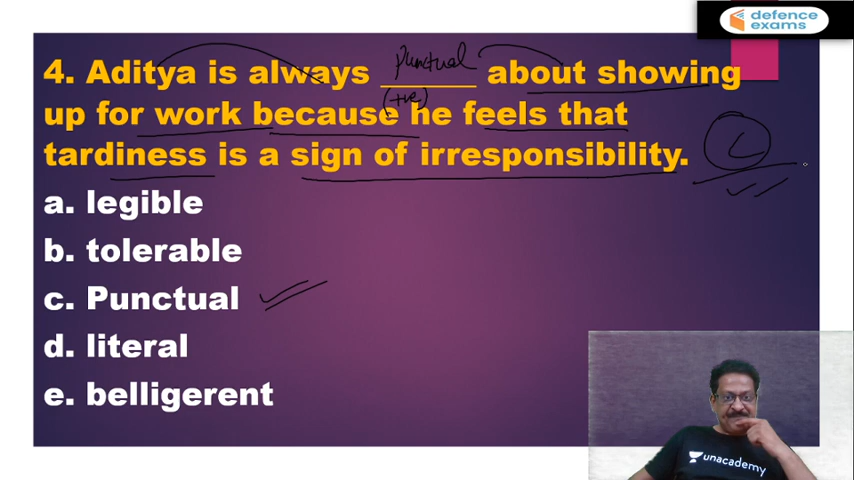 defence
exams
Punctual
4. Aditya is always ________ about showing
(+ve)
up for work because he feels that
tardiness is a sign of irresponsibility.
C
a. legible
b. tolerable
c. Punctual
d. literal
e. belligerent
unacademy